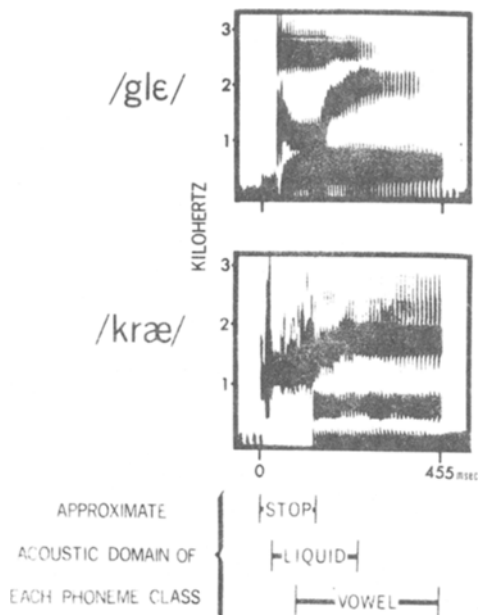 3
/glɛ/
2
1
KILOHERTZ
3
/kræ/
2
1
0 455 msec
APPROXIMATE STOP
ACOUSTIC DOMAIN OF LIQUID
EACH PHONEME CLASS VOWEL